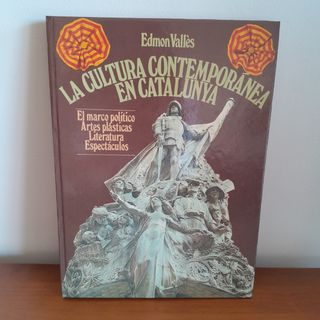 Edmon Vallès
LA CULTURA CONTEMPORÁNEA
EN CATALUNYA
El marco político
Artes plásticas
Literatura
Espectáculos